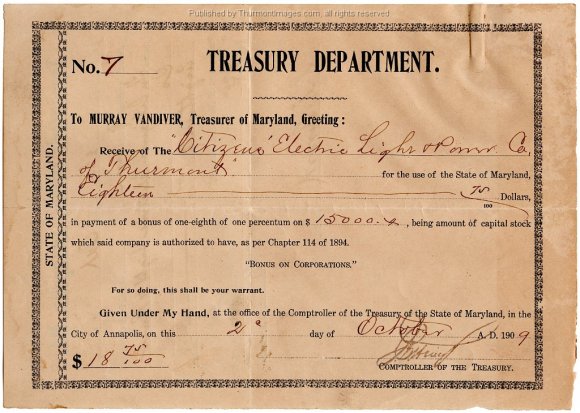 Published by ThurmontImages.com, all rights reserved
No. 7 TREASURY DEPARTMENT.
To MURRAY VANDIVER, Treasurer of Maryland, Greeting:
Receive of The "Citizens' Electric Light & Power Co.
of Thurmont" for the use of the State of Maryland,
Eighteen 75/100 Dollars,
in payment of a bonus of one-eighth of one percentum on $ 15000. being amount of capital stock
which said company is authorized to have, as per Chapter 114 of 1894.
"BONUS ON CORPORATIONS."
For so doing, this shall be your warrant.
Given Under My Hand, at the office of the Comptroller of the Treasury of the State of Maryland, in
the City of Annapolis, on this 2d day of October A. D. 1909
$ 18 75/100
COMPTROLLER OF THE TREASURY.
STATE OF MARYLAND.